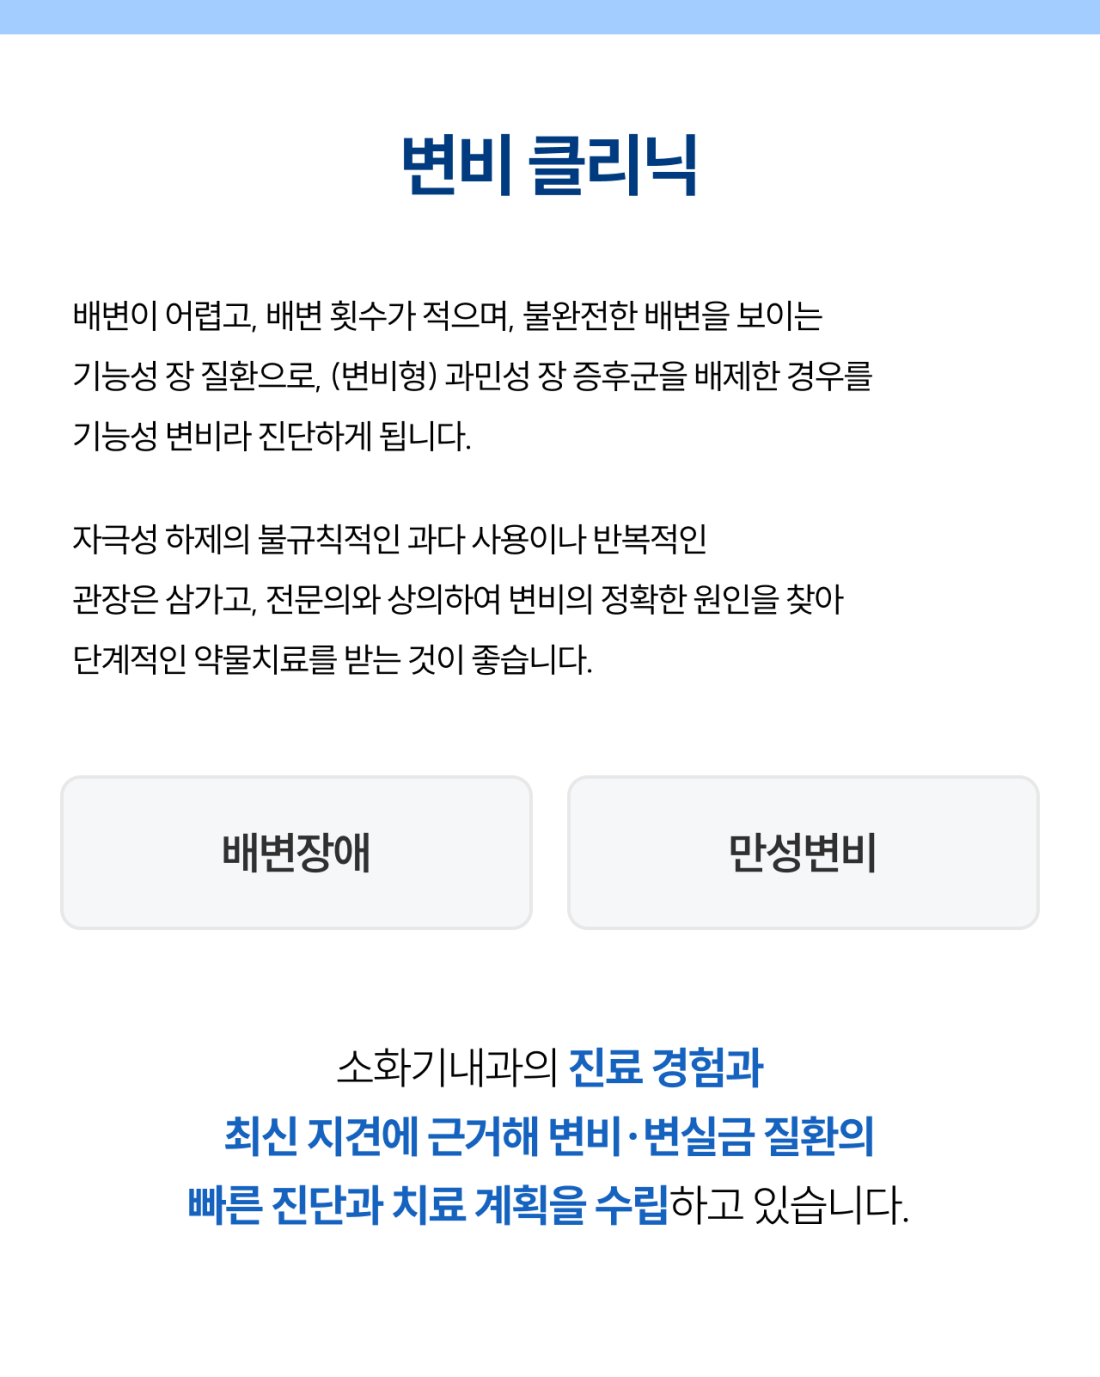 변비 클리닉
배변이 어렵고, 배변 횟수가 적으며, 불완전한 배변을 보이는
기능성 장 질환으로, (변비형) 과민성 장 증후군을 배제한 경우를
기능성 변비라 진단하게 됩니다.
자극성 하제의 불규칙적인 과다 사용이나 반복적인
관장은 삼가고, 전문의와 상의하여 변비의 정확한 원인을 찾아
단계적인 약물치료를 받는 것이 좋습니다.
배변장애
만성변비
소화기내과의 진료 경험과
최신 지견에 근거해 변비·변실금 질환의
빠른 진단과 치료 계획을 수립하고 있습니다.